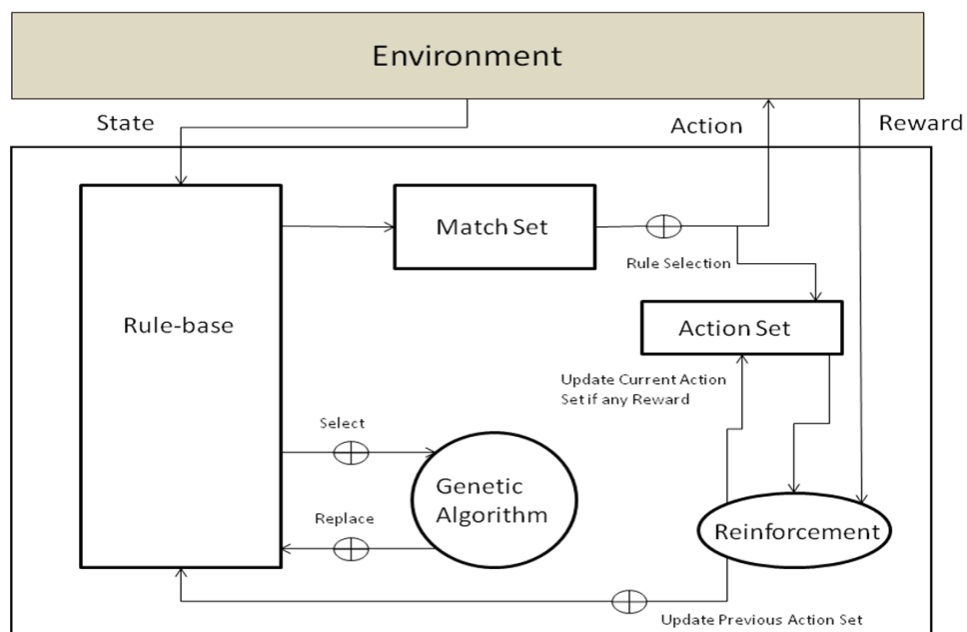 Environment
State
Action
Reward
Match Set
Rule Selection
Rule-base
Action Set
Update Current Action
Set if any Reward
Select
Genetic
Algorithm
Replace
Reinforcement
Update Previous Action Set